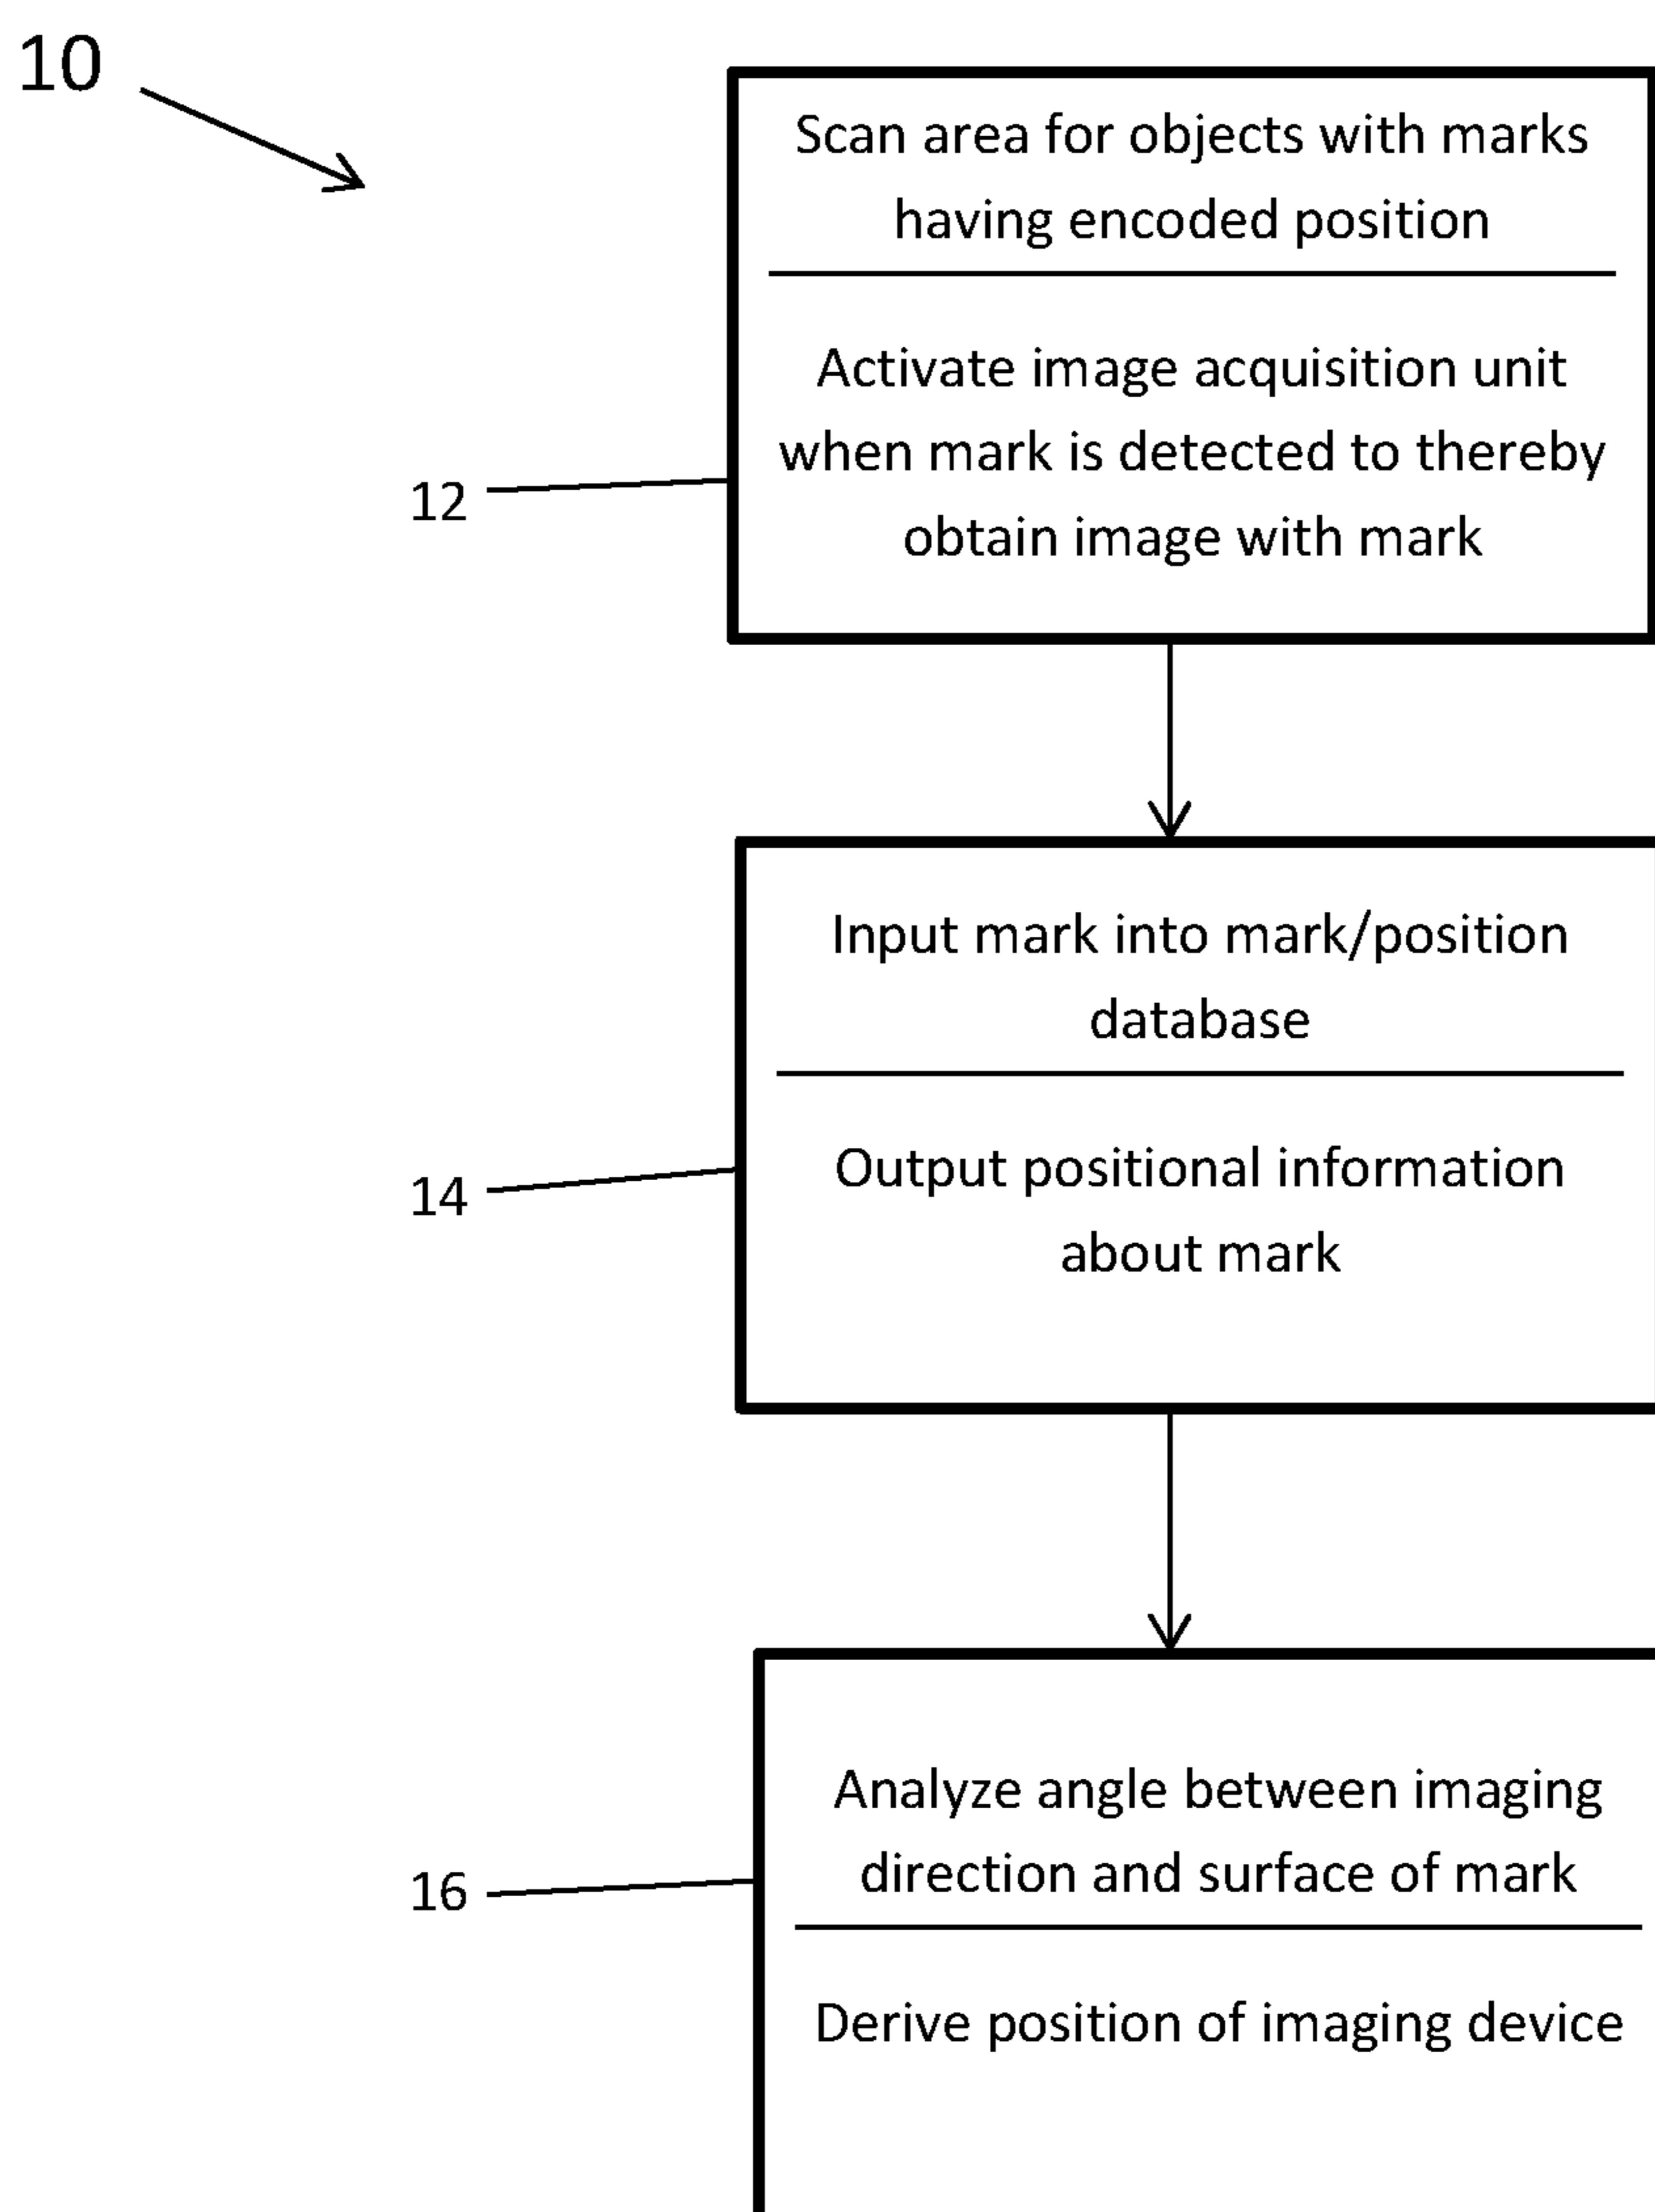 10
Scan area for objects with marks
having encoded position
Activate image acquisition unit
when mark is detected to thereby
obtain image with mark
12
Input mark into mark/position
database
Output positional information
about mark
14
Analyze angle between imaging
direction and surface of mark
Derive position of imaging device
16